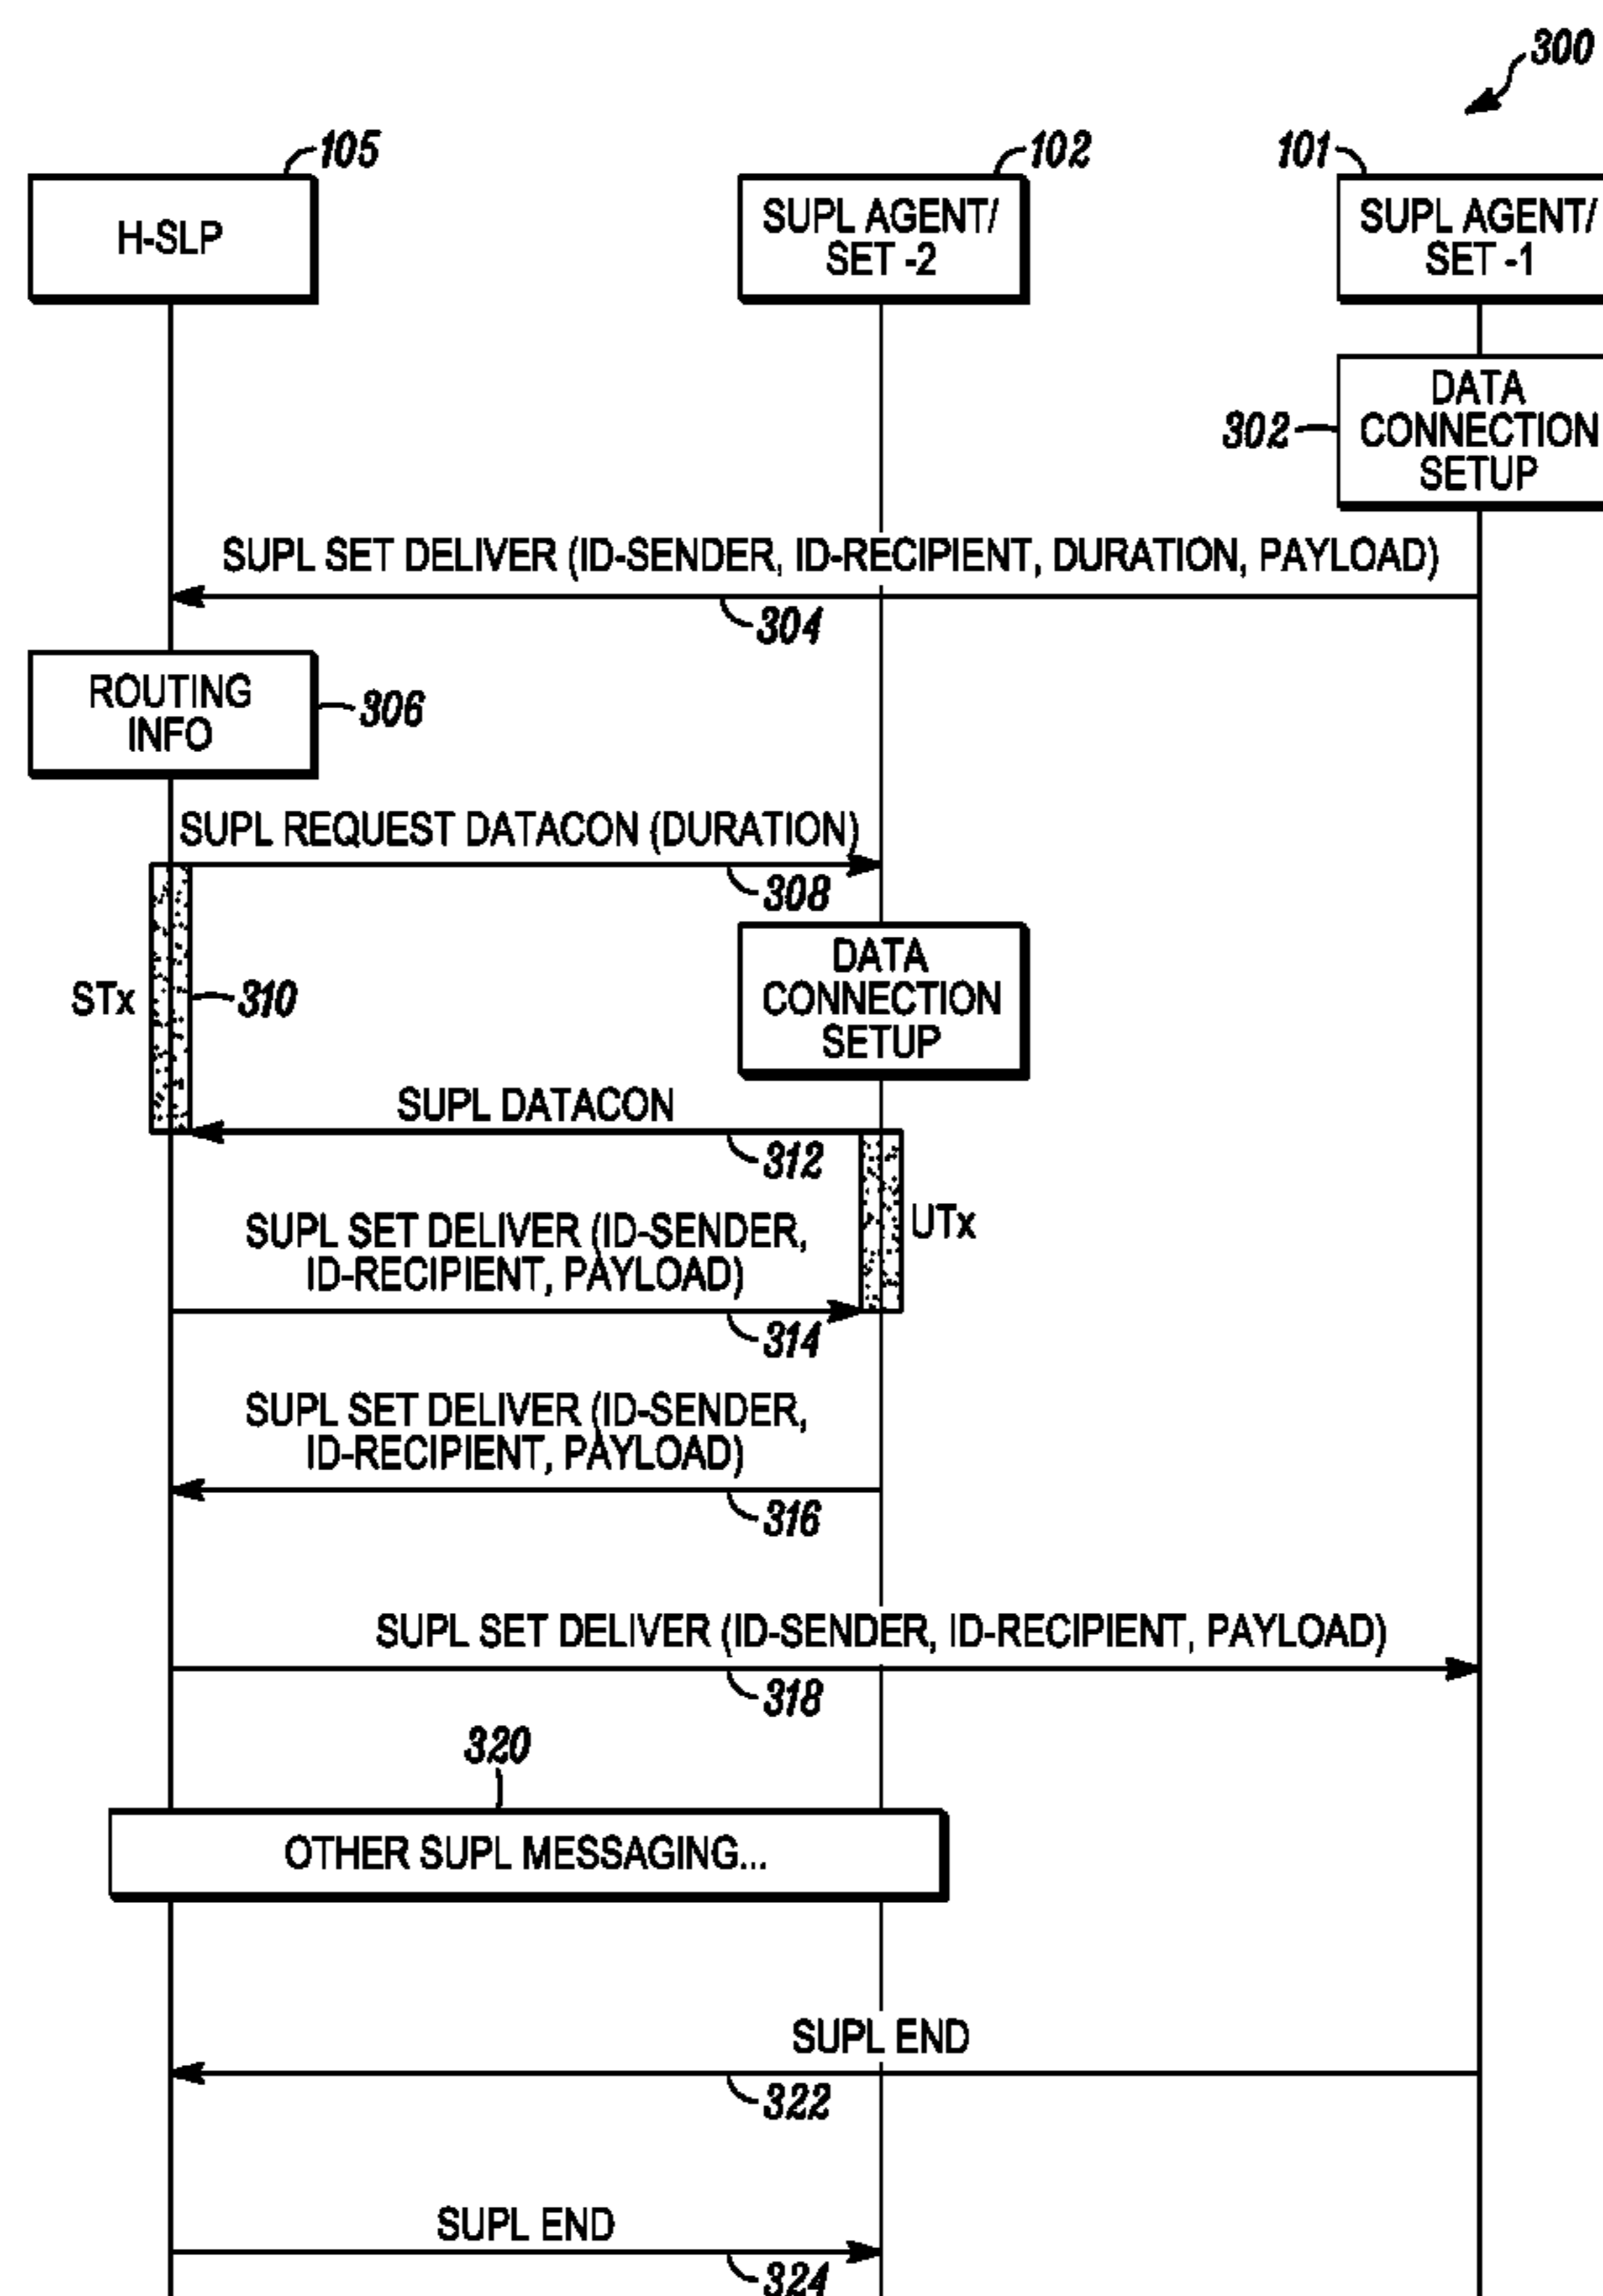 300
105
102
101
H-SLP
SUPL AGENT/
SET -2
SUPL AGENT/
SET -1
DATA
CONNECTION
SETUP
302
SUPL SET DELIVER (ID-SENDER, ID-RECIPIENT, DURATION, PAYLOAD)
304
ROUTING
INFO
306
SUPL REQUEST DATACON (DURATION)
308
DATA
CONNECTION
SETUP
STx
310
SUPL DATACON
312
UTx
SUPL SET DELIVER (ID-SENDER,
ID-RECIPIENT, PAYLOAD)
314
SUPL SET DELIVER (ID-SENDER,
ID-RECIPIENT, PAYLOAD)
316
SUPL SET DELIVER (ID-SENDER, ID-RECIPIENT, PAYLOAD)
318
320
OTHER SUPL MESSAGING...
SUPL END
322
SUPL END
324